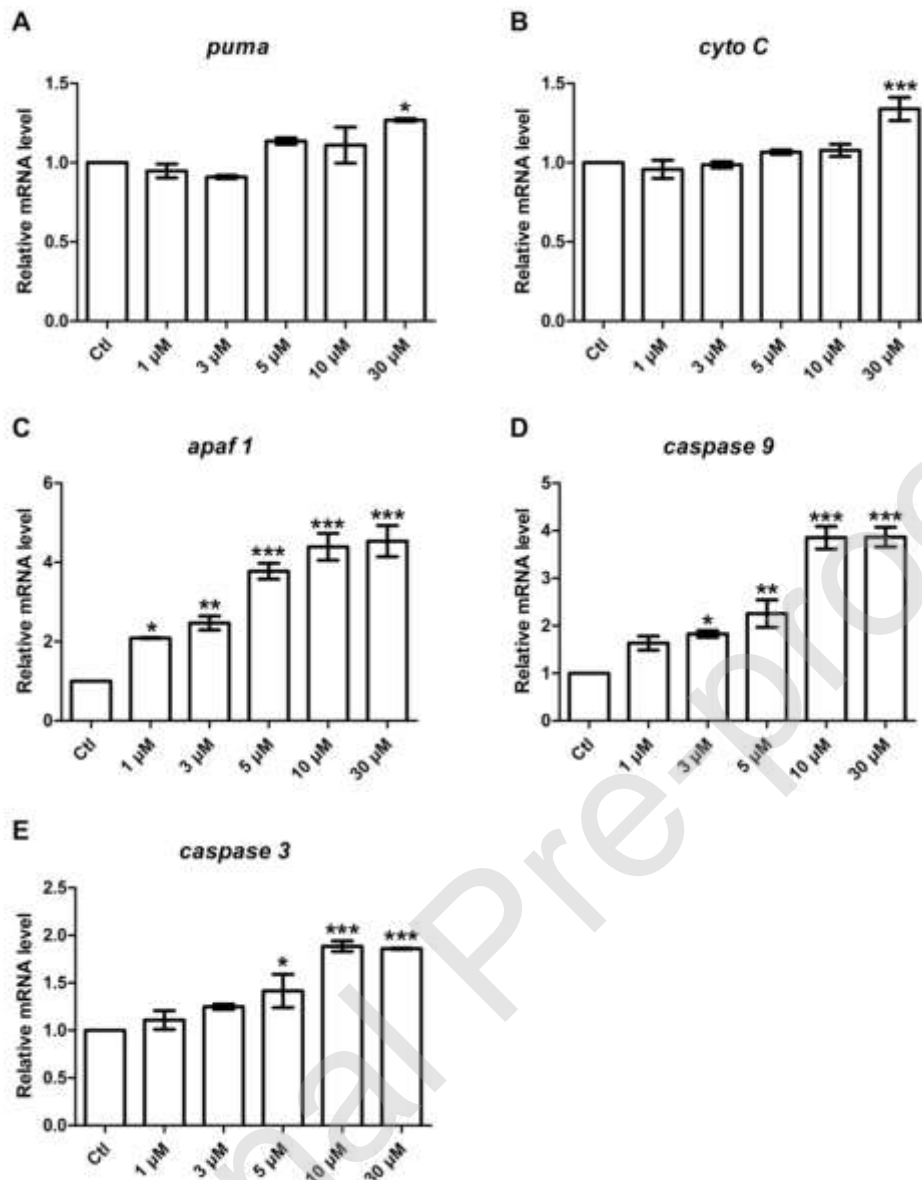 A
puma
Relative mRNA level
1.5
*
1.0
0.5
0.0
Ctl
1 µM
3 µM
5 µM
10 µM
30 µM
B
cyto C
Relative mRNA level
1.5
***
1.0
0.5
0.0
Ctl
1 µM
3 µM
5 µM
10 µM
30 µM
C
apaf 1
Relative mRNA level
6
4
2
0
*
**
***
***
***
Ctl
1 µM
3 µM
5 µM
10 µM
30 µM
D
caspase 9
Relative mRNA level
5
4
3
2
1
0
*
**
***
***
Ctl
1 µM
3 µM
5 µM
10 µM
30 µM
E
caspase 3
Relative mRNA level
2.5
2.0
1.5
1.0
0.5
0.0
*
***
***
Ctl
1 µM
3 µM
5 µM
10 µM
30 µM
nal Pre-proo